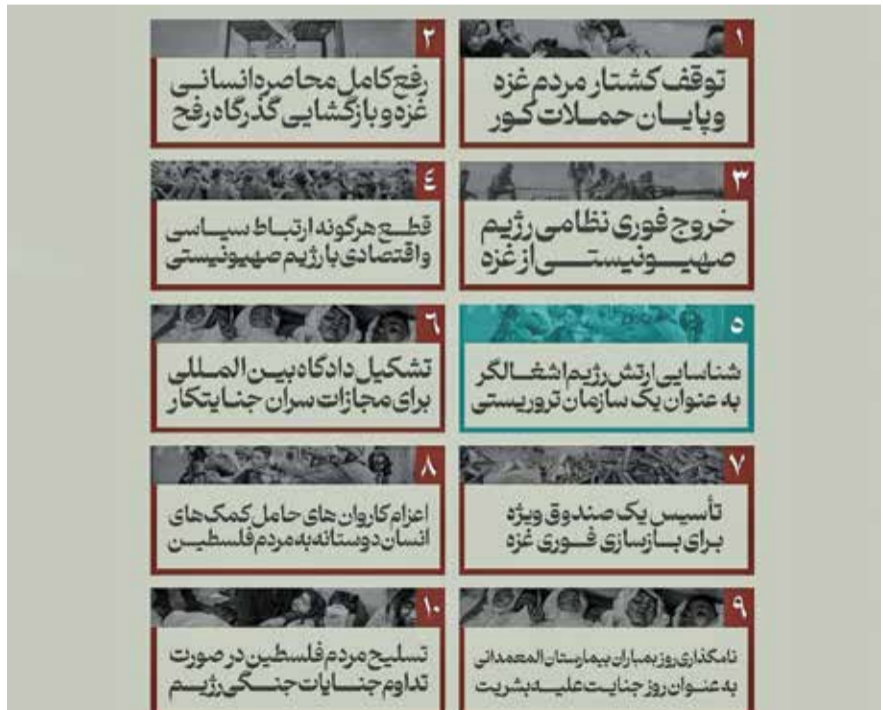 ۱
توقف کشتار مردم غزه
و پایان حملات کور
۲
رفع کامل محاصره انسانی
غزه و بازگشایی گذرگاه رفح
۳
خروج فوری نظامی رژیم
صهیونیستی از غزه
٤
قطع هرگونه ارتباط سیاسی
و اقتصادی با رژیم صهیونیستی
۵
شناسایی ارتش رژیم اشغالگر
به عنوان یک سازمان تروریستی
۶
تشکیل دادگاه بین المللی
برای مجازات سران جنایتکار
۷
تأسیس یک صندوق ویژه
برای بازسازی فوری غزه
۸
اعزام کاروان های حامل کمک های
انسان دوستانه به مردم فلسطین
۹
نامگذاری روز بمباران بیمارستان المعمدانی
به عنوان روز جنایت علیه بشریت
۱۰
تسلیح مردم فلسطین در صورت
تداوم جنایات جنگی رژیم